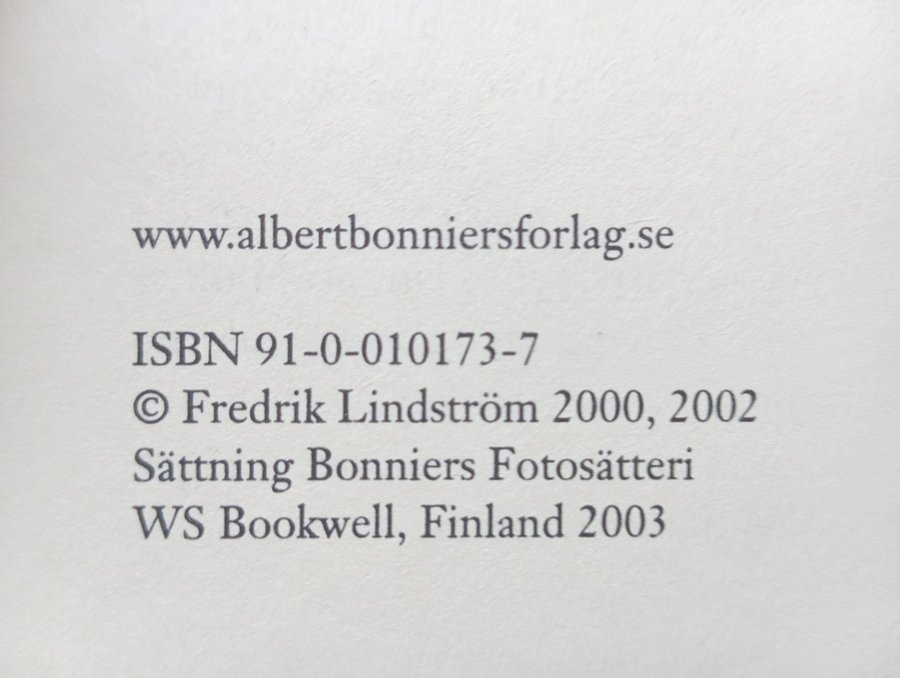 www.albertbonniersforlag.se
ISBN 91-0-010173-7
© Fredrik Lindström 2000, 2002
Sättning Bonniers Fotosätteri
WS Bookwell, Finland 2003